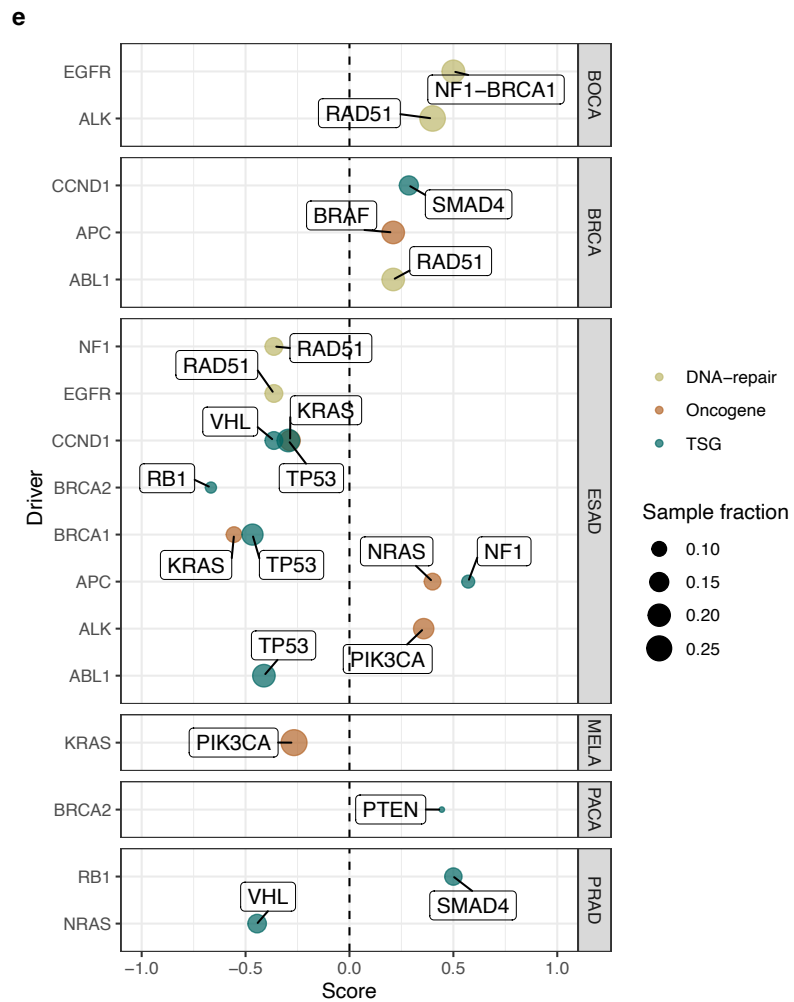 e
EGFR
NF1−BRCA1
RAD51
ALK
BOCA
CCND1
SMAD4
BRAF
APC
RAD51
ABL1
BRCA
NF1
RAD51
RAD51
EGFR
KRAS
VHL
CCND1
TP53
RB1
BRCA2
BRCA1
KRAS
TP53
NRAS
NF1
APC
ALK
PIK3CA
TP53
ABL1
ESAD
KRAS
PIK3CA
MELA
BRCA2
PTEN
PACA
RB1
SMAD4
VHL
NRAS
PRAD
Driver
−1.0 −0.5 0.0 0.5 1.0
Score
DNA−repair
Oncogene
TSG
Sample fraction
0.10
0.15
0.20
0.25